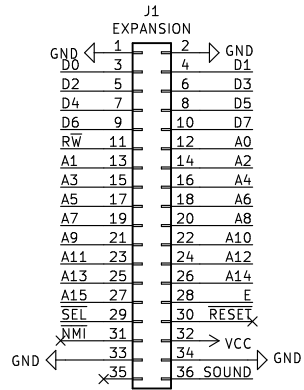 J1
EXPANSION
GND 1 2 GND
D0 3 4 D1
D2 5 6 D3
D4 7 8 D5
D6 9 10 D7
RW̅ 11 12 A0
A1 13 14 A2
A3 15 16 A4
A5 17 18 A6
A7 19 20 A8
A9 21 22 A10
A11 23 24 A12
A13 25 26 A14
A15 27 28 E
S̅E̅L̅ 29 30 R̅E̅S̅E̅T̅
N̅M̅I̅ 31 32 VCC
GND 33 34 GND
35 36 SOUND